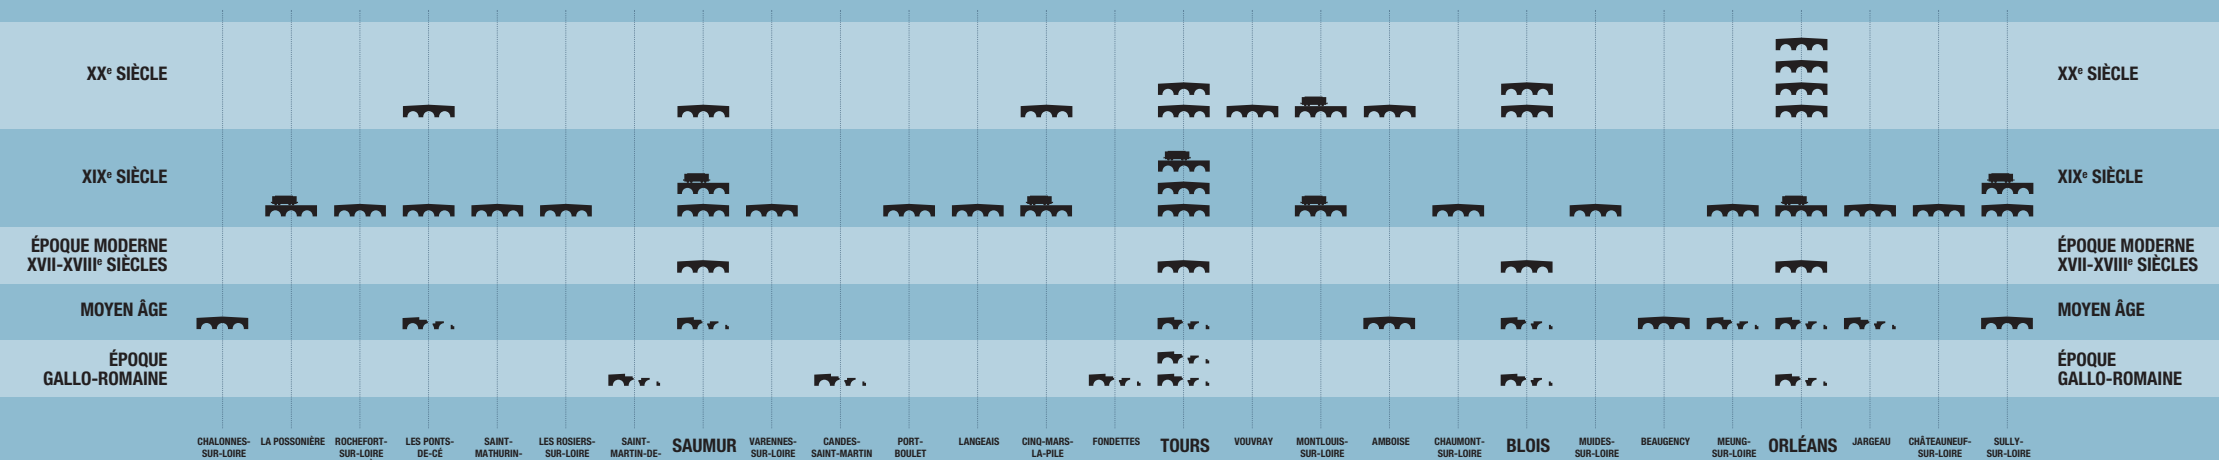 XXᵉ SIÈCLE
XXᵉ SIÈCLE
XIXᵉ SIÈCLE
XIXᵉ SIÈCLE
ÉPOQUE MODERNE
XVII-XVIIIᵉ SIÈCLES
ÉPOQUE MODERNE
XVII-XVIIIᵉ SIÈCLES
MOYEN ÂGE
MOYEN ÂGE
ÉPOQUE
GALLO-ROMAINE
ÉPOQUE
GALLO-ROMAINE
CHALONNES-
SUR-LOIRE
LA POSSONIÈRE
ROCHEFORT-
SUR-LOIRE
LES PONTS-
DE-CÉ
SAINT-
MATHURIN-
LES ROSIERS-
SUR-LOIRE
SAINT-
MARTIN-DE-
SAUMUR
VARENNES-
SUR-LOIRE
CANDES-
SAINT-MARTIN
PORT-
BOULET
LANGEAIS
CINQ-MARS-
LA-PILE
FONDETTES
TOURS
VOUVRAY
MONTLOUIS-
SUR-LOIRE
AMBOISE
CHAUMONT-
SUR-LOIRE
BLOIS
MUIDES-
SUR-LOIRE
BEAUGENCY
MEUNG-
SUR-LOIRE
ORLÉANS
JARGEAU
CHÂTEAUNEUF-
SUR-LOIRE
SULLY-
SUR-LOIRE